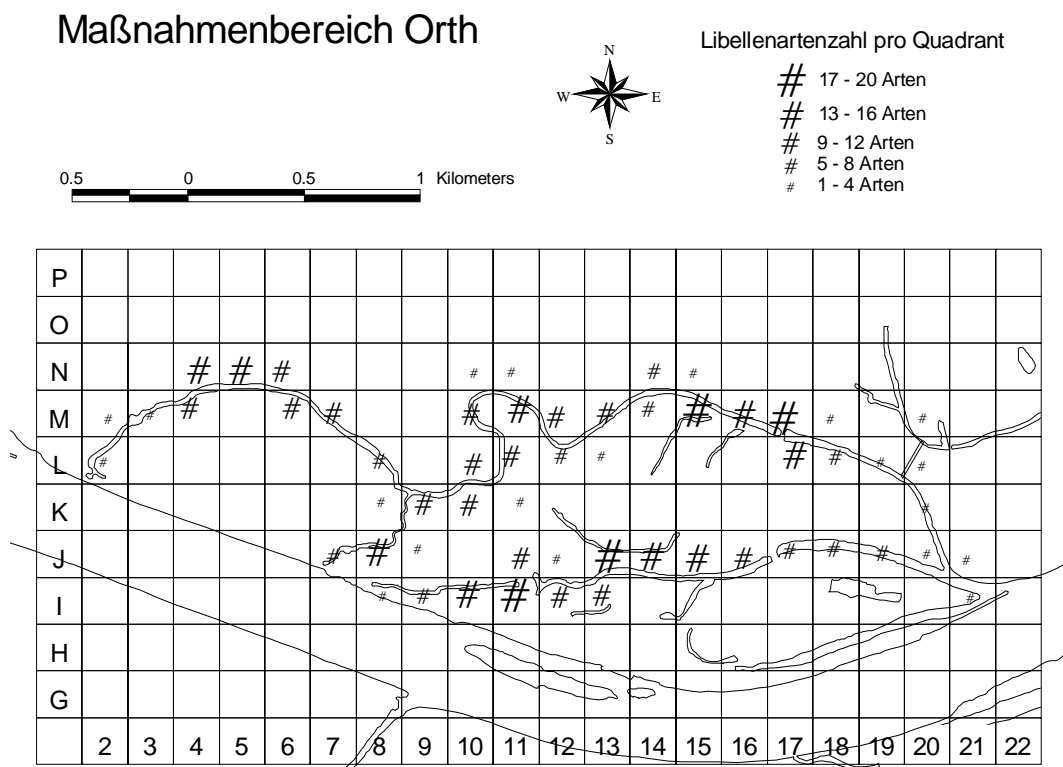 Maßnahmenbereich Orth
Libellenartenzahl pro Quadrant
N
W E
S
# 17 - 20 Arten
# 13 - 16 Arten
# 9 - 12 Arten
# 5 - 8 Arten
# 1 - 4 Arten
0.5 0 0.5 1 Kilometers
P
O
N # # # # # # #
M # # # # # # # # # # # # # # #
L # # # # # # # # # #
K # # # # #
J # # # # # # # # # # # # # #
I # # # # # # #
H
G
2 3 4 5 6 7 8 9 10 11 12 13 14 15 16 17 18 19 20 21 22